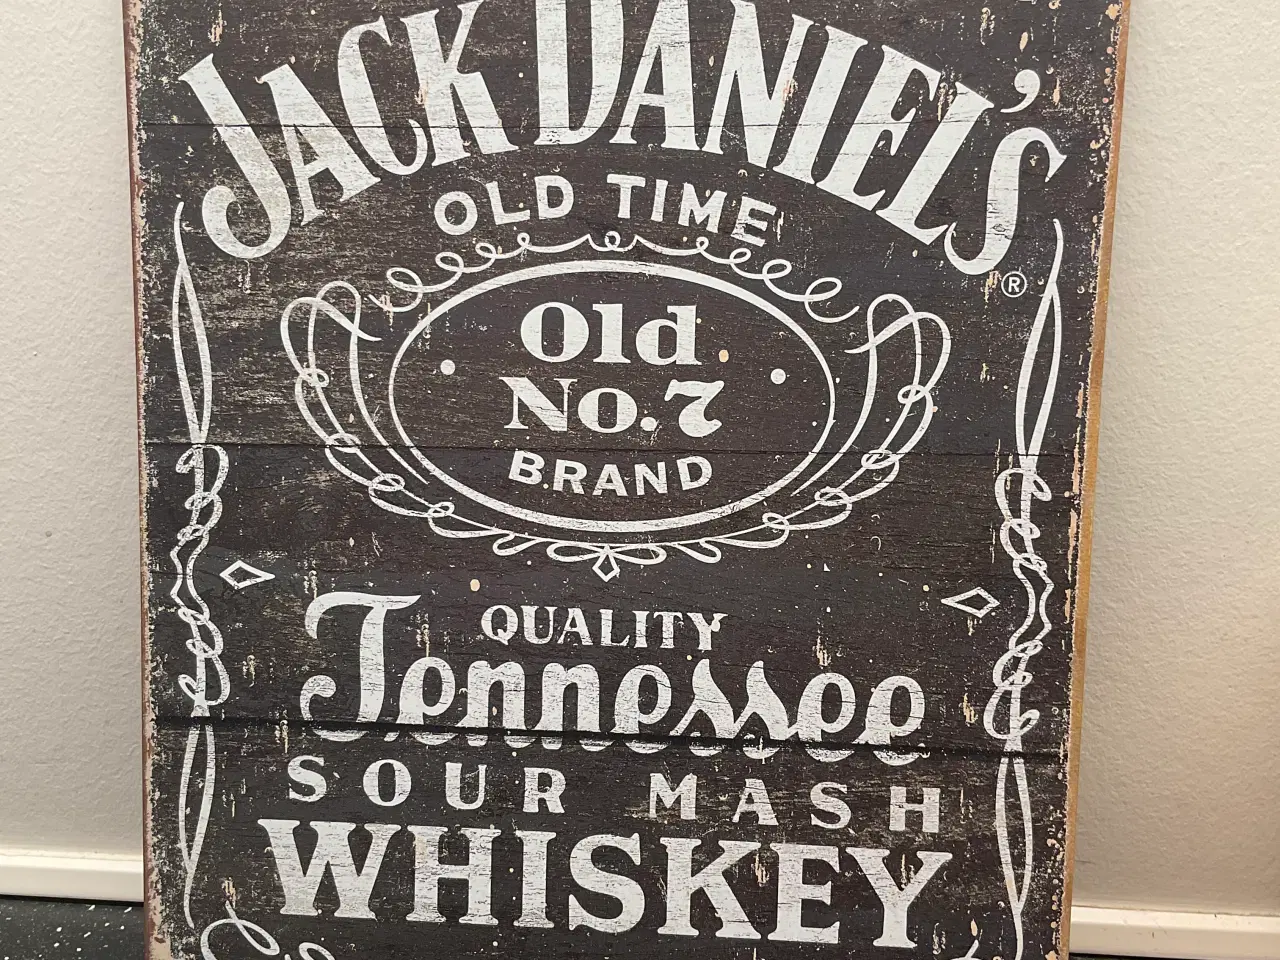 JACK DANIEL'S
®
OLD TIME
Old
No.7
BRAND
QUALITY
Tennessee
SOUR MASH
WHISKEY